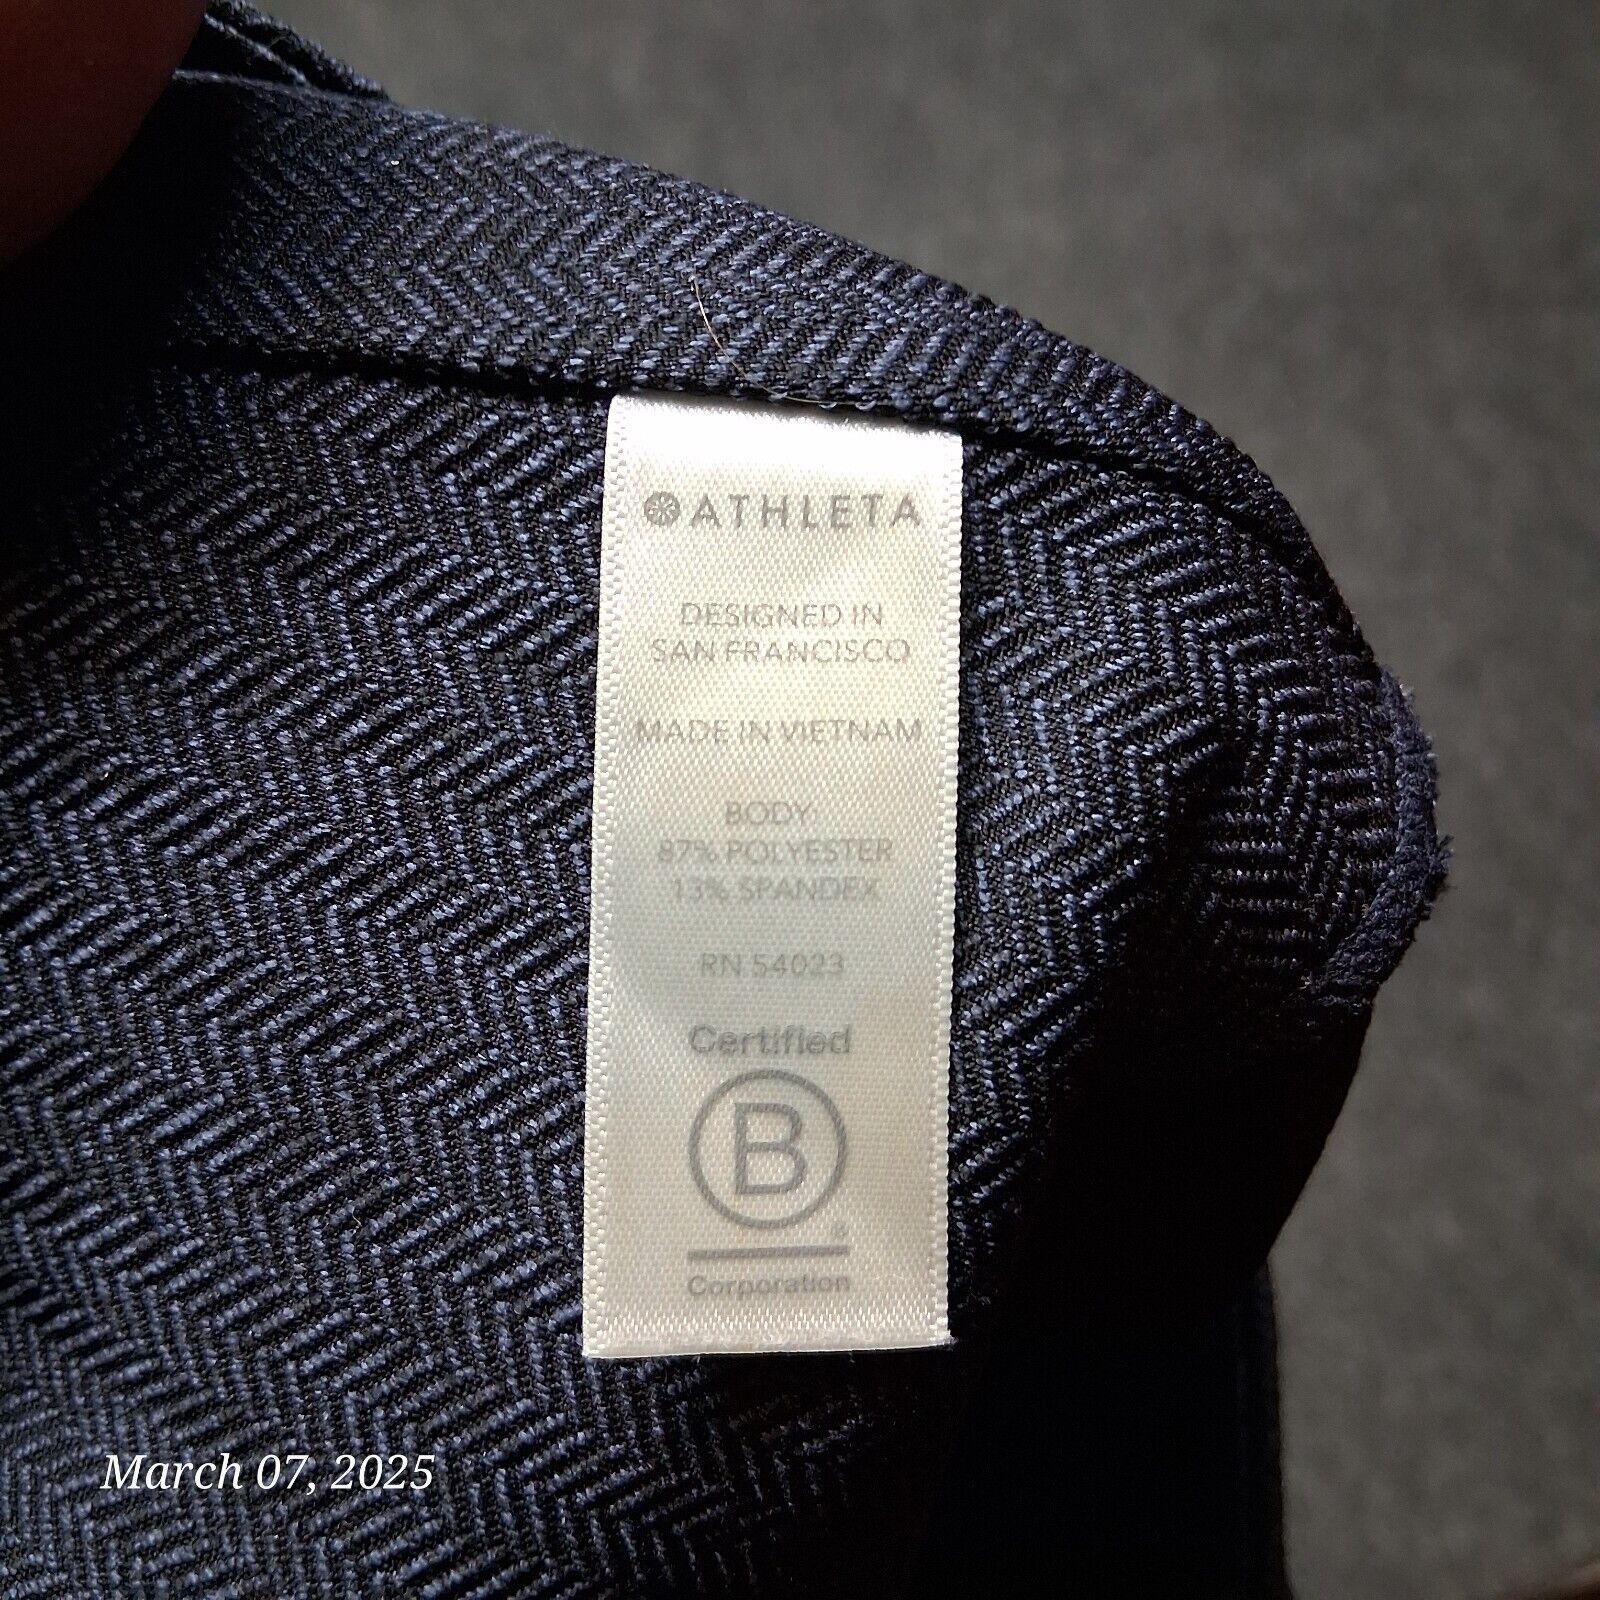 ATHLETA
DESIGNED IN
SAN FRANCISCO
MADE IN VIETNAM
BODY:
87% POLYESTER
13% SPANDEX
RN 54023
Certified
B
®
Corporation
March 07, 2025